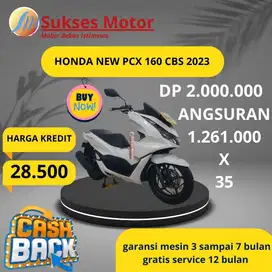 Sukses Motor
Motor Bekas Istimewa
HONDA NEW PCX 160 CBS 2023
BUY
Now!
DP 2.000.000
ANGSURAN
1.261.000
X
35
HARGA KREDIT
28.500
CASH
BACK
garansi mesin 3 sampai 7 bulan
gratis service 12 bulan